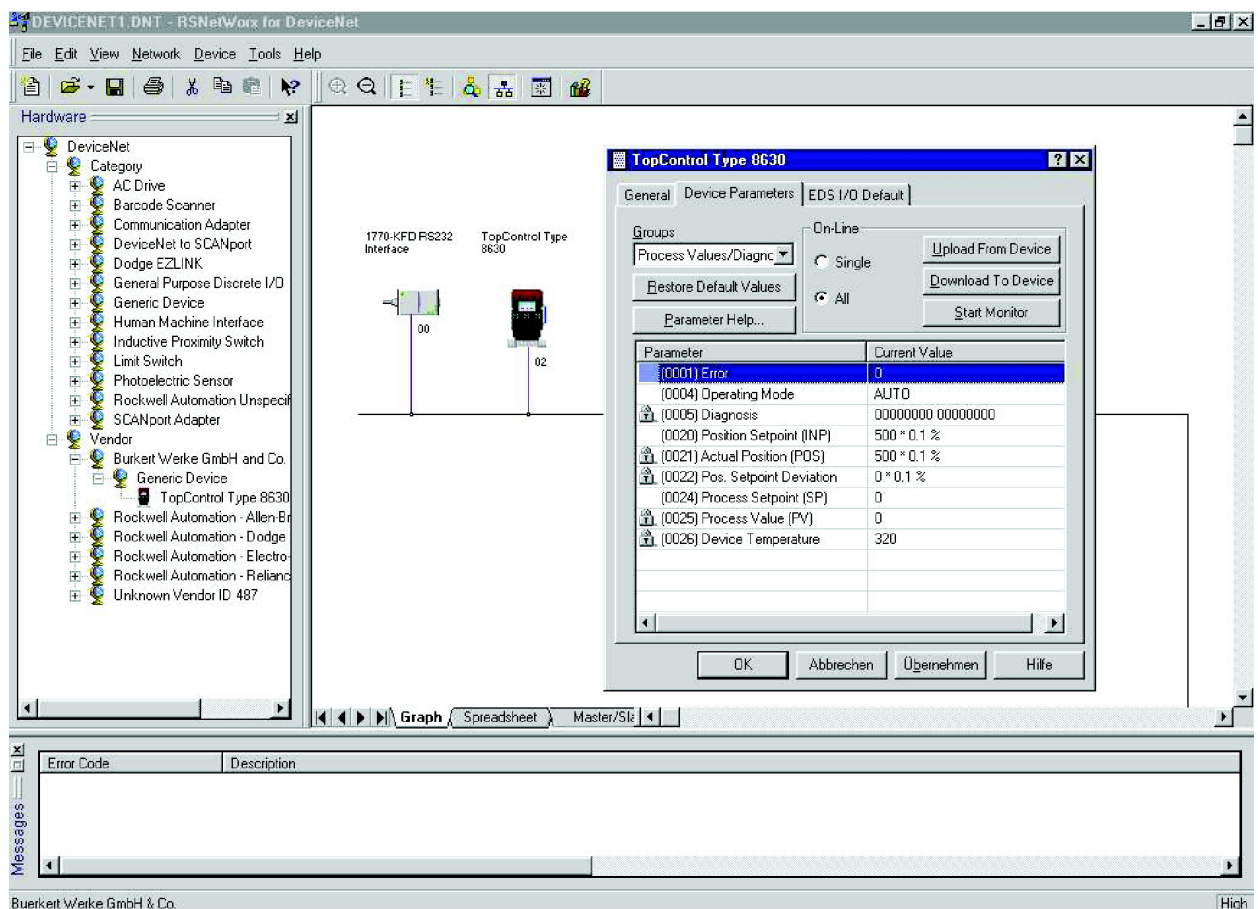 DEVICENET1.DNT - RSNetWorx for DeviceNet
File Edit View Network Device Tools Help
Hardware
DeviceNet
Category
AC Drive
Barcode Scanner
Communication Adapter
DeviceNet to SCANport
Dodge EZLINK
General Purpose Discrete I/O
Generic Device
Human Machine Interface
Inductive Proximity Switch
Limit Switch
Photoelectric Sensor
Rockwell Automation Unspecif
SCANport Adapter
Vendor
Burkert Werke GmbH and Co.
Generic Device
TopControl Type 8630
Rockwell Automation - Allen-Br
Rockwell Automation - Dodge
Rockwell Automation - Electro-
Rockwell Automation - Relianc
Unknown Vendor ID 487
1770-KFD RS232
Interface
00
TopControl Type
8630
02
TopControl Type 8630
General Device Parameters EDS I/O Default
Groups
Process Values/Diagnc
Restore Default Values
Parameter Help...
On-Line
Single
All
Upload From Device
Download To Device
Start Monitor
Parameter Current Value
(0001) Error 0
(0004) Operating Mode AUTO
(0005) Diagnosis 00000000 00000000
(0020) Position Setpoint (INP) 500 * 0.1 %
(0021) Actual Position (POS) 500 * 0.1 %
(0022) Pos. Setpoint Deviation 0 * 0.1 %
(0024) Process Setpoint (SP) 0
(0025) Process Value (PV) 0
(0026) Device Temperature 320
OK Abbrechen Übernehmen Hilfe
Graph Spreadsheet Master/Sla
Messages
Error Code Description
Buerkert Werke GmbH & Co. High